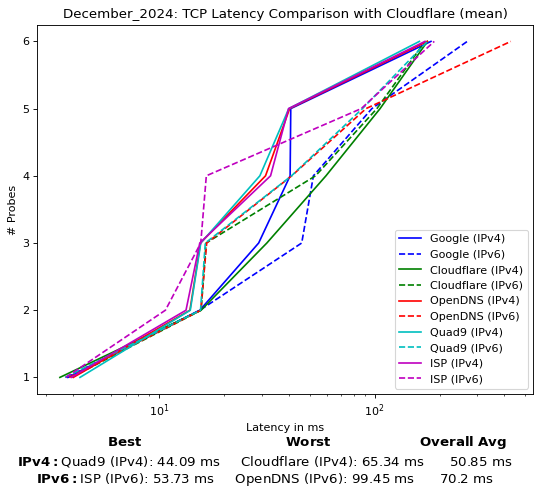 December_2024: TCP Latency Comparison with Cloudflare (mean)
6
5
4
3
2
1
# Probes
Google (IPv4)
Google (IPv6)
Cloudflare (IPv4)
Cloudflare (IPv6)
OpenDNS (IPv4)
OpenDNS (IPv6)
Quad9 (IPv4)
Quad9 (IPv6)
ISP (IPv4)
ISP (IPv6)
10¹ 10²
Latency in ms
Best Worst Overall Avg
IPv4: Quad9 (IPv4): 44.09 ms Cloudflare (IPv4): 65.34 ms 50.85 ms
IPv6: ISP (IPv6): 53.73 ms OpenDNS (IPv6): 99.45 ms 70.2 ms